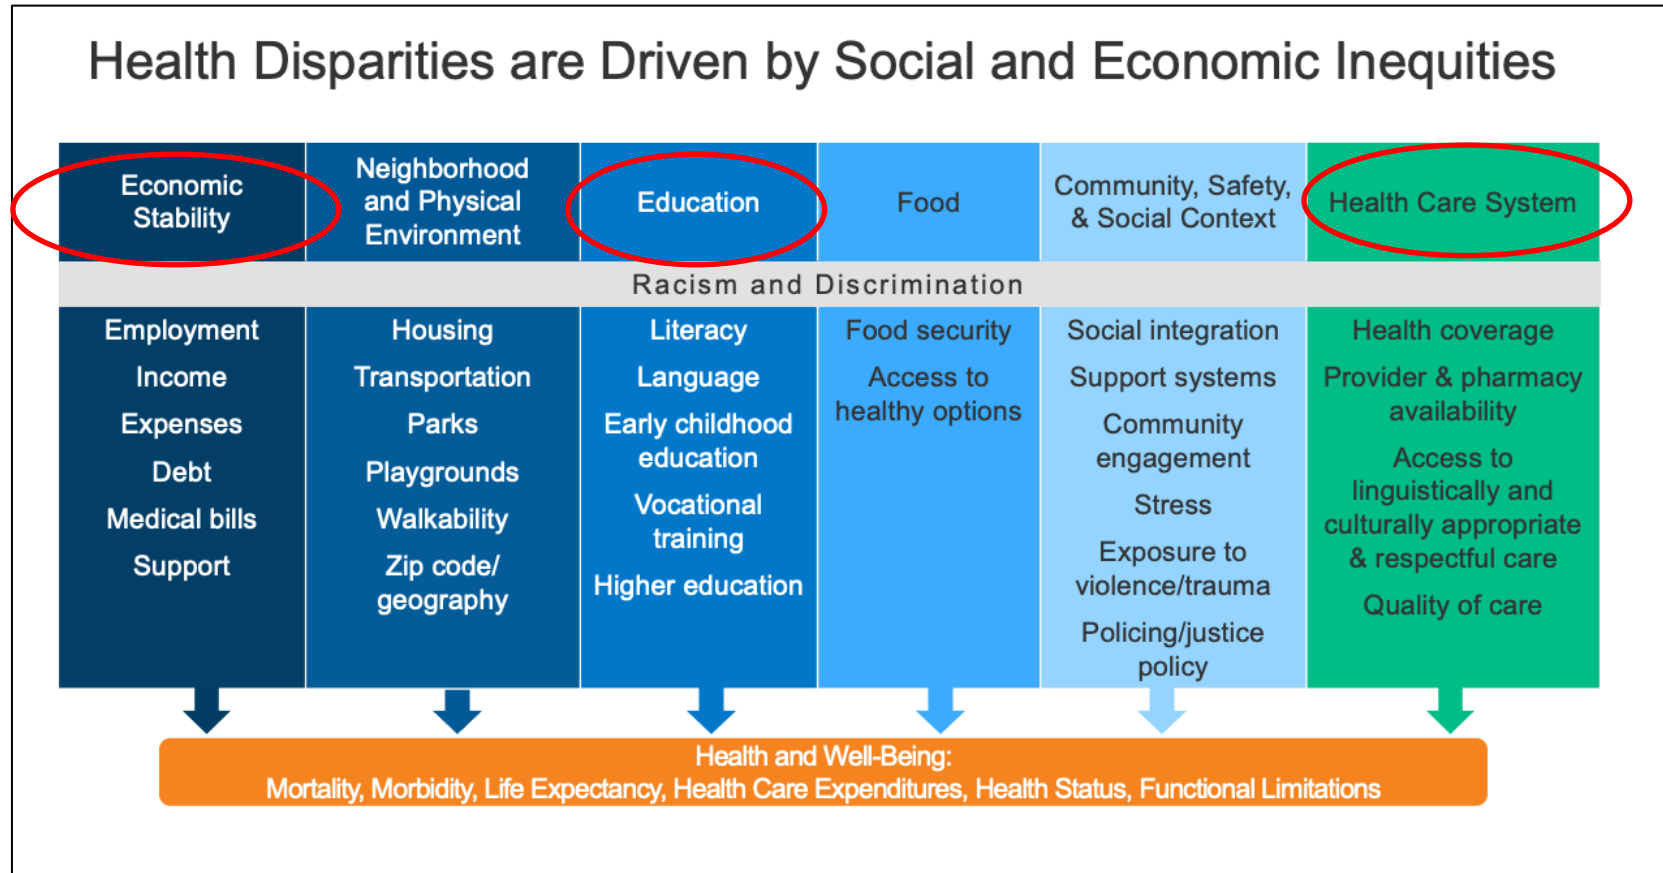 Health Disparities are Driven by Social and Economic Inequities
Economic
Stability
Neighborhood
and Physical
Environment
Education
Food
Community, Safety,
& Social Context
Health Care System
Racism and Discrimination
Employment
Income
Expenses
Debt
Medical bills
Support
Housing
Transportation
Parks
Playgrounds
Walkability
Zip code/
geography
Literacy
Language
Early childhood
education
Vocational
training
Higher education
Food security
Access to
healthy options
Social integration
Support systems
Community
engagement
Stress
Exposure to
violence/trauma
Policing/justice
policy
Health coverage
Provider & pharmacy
availability
Access to
linguistically and
culturally appropriate
& respectful care
Quality of care
Health and Well-Being:
Mortality, Morbidity, Life Expectancy, Health Care Expenditures, Health Status, Functional Limitations